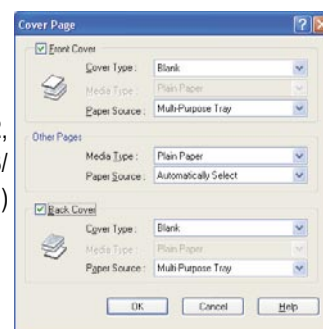 Cover Page
Front Cover
Cover Type : Blank
Media Type : Plain Paper
Paper Source : Multi-Purpose Tray
Other Pages
Media Type : Plain Paper
Paper Source : Automatically Select
Back Cover
Cover Type : Blank
Media Type : Plain Paper
Paper Source : Multi-Purpose Tray
OK Cancel Help